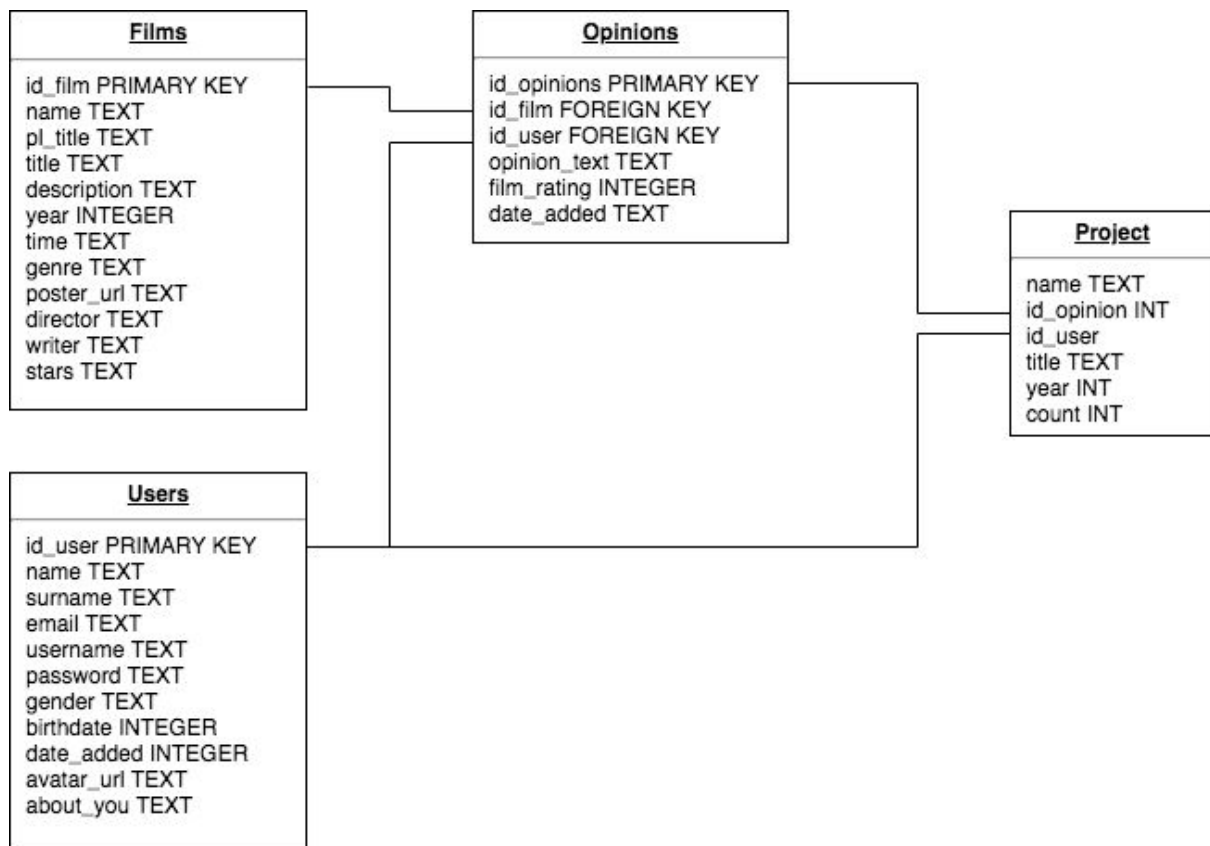 Films
id_film PRIMARY KEY
name TEXT
pl_title TEXT
title TEXT
description TEXT
year INTEGER
time TEXT
genre TEXT
poster_url TEXT
director TEXT
writer TEXT
stars TEXT
Opinions
id_opinions PRIMARY KEY
id_film FOREIGN KEY
id_user FOREIGN KEY
opinion_text TEXT
film_rating INTEGER
date_added TEXT
Project
name TEXT
id_opinion INT
id_user
title TEXT
year INT
count INT
Users
id_user PRIMARY KEY
name TEXT
surname TEXT
email TEXT
username TEXT
password TEXT
gender TEXT
birthdate INTEGER
date_added INTEGER
avatar_url TEXT
about_you TEXT